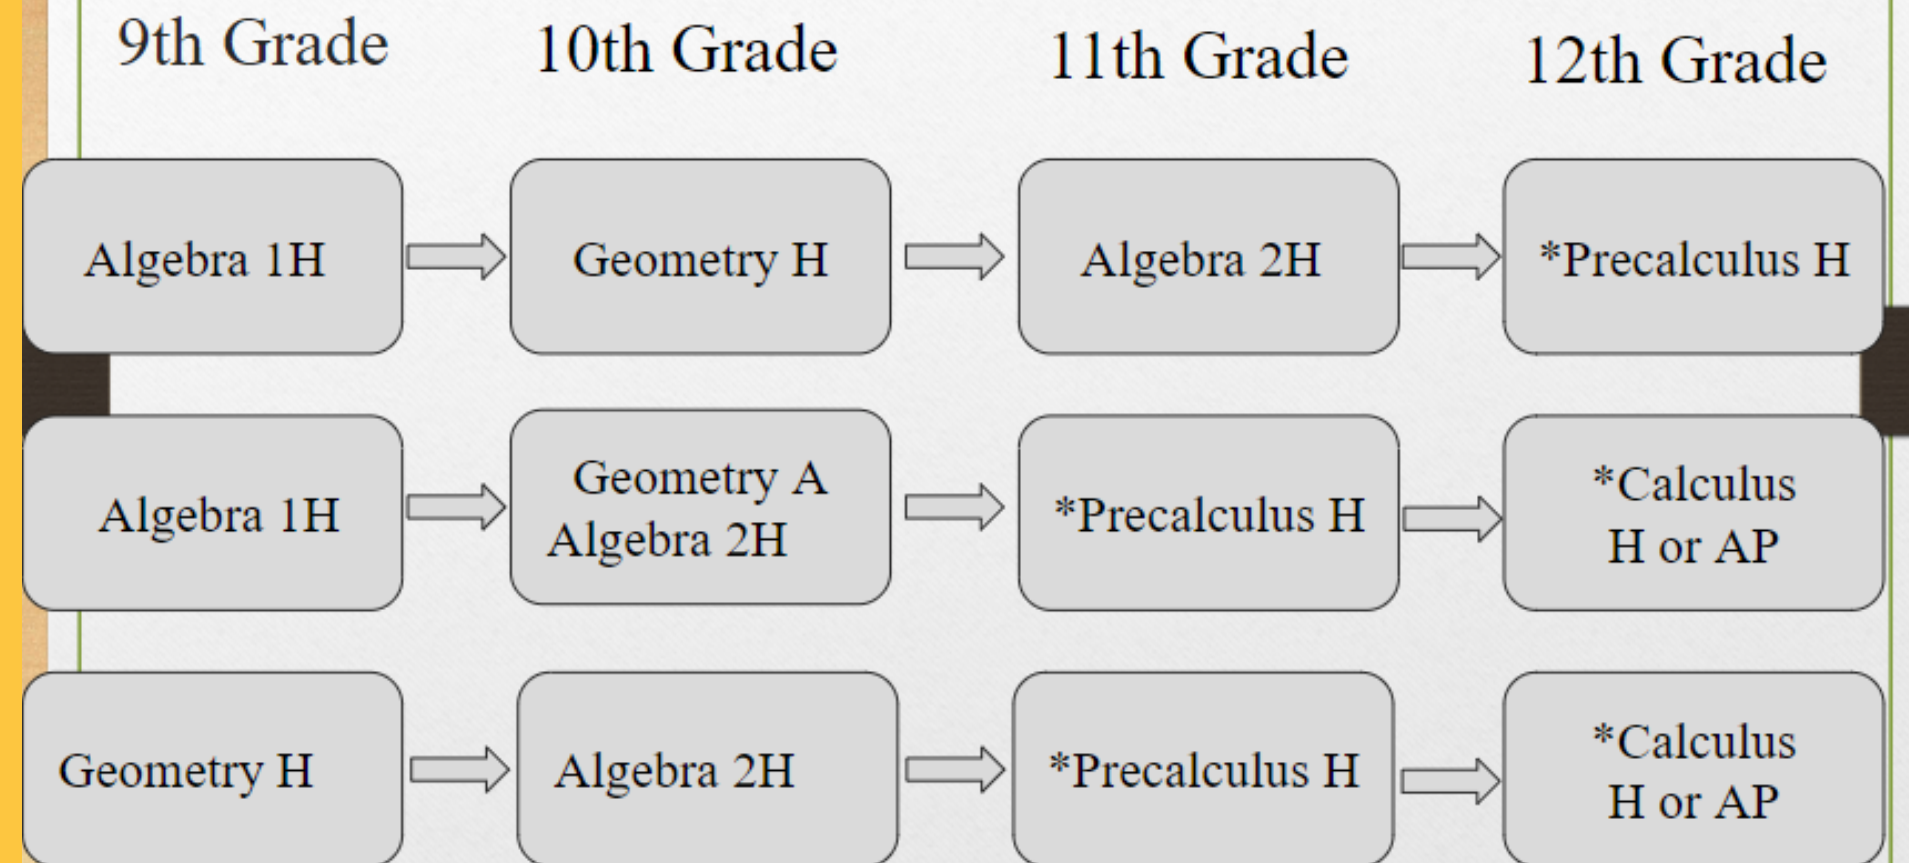 9th Grade 10th Grade 11th Grade 12th Grade
Algebra 1H Geometry H Algebra 2H *Precalculus H
Algebra 1H
Geometry A
Algebra 2H
*Precalculus H
*Calculus
H or AP
Geometry H Algebra 2H *Precalculus H
*Calculus
H or AP